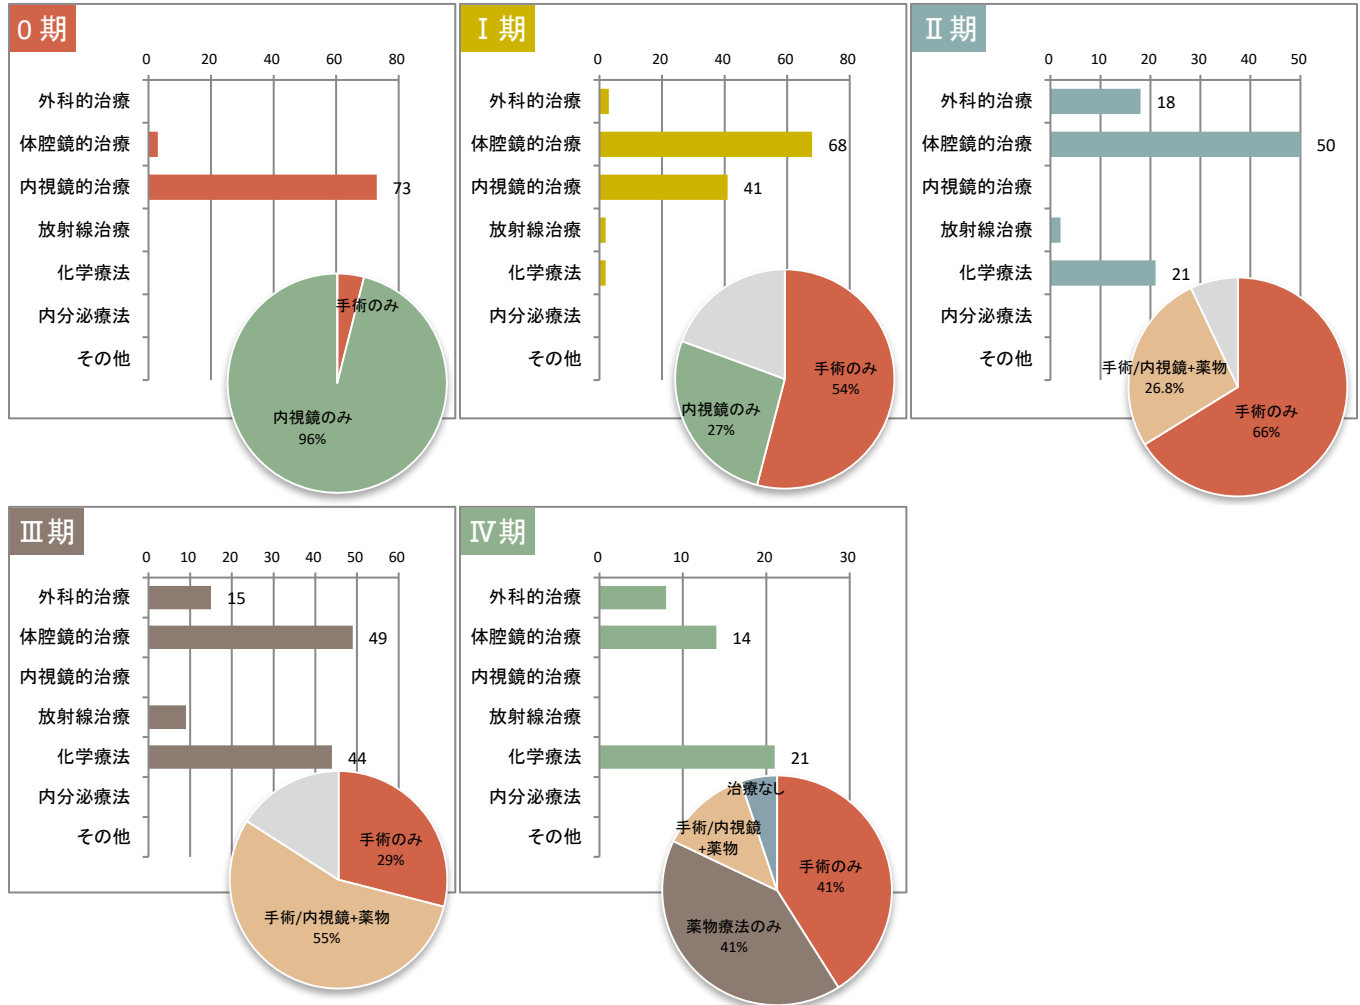 0 期
0 20 40 60 80
外科的治療
体腔鏡的治療
内視鏡的治療 73
放射線治療
化学療法
内分泌療法
その他
手術のみ
内視鏡のみ
96%
Ⅰ 期
0 20 40 60 80
外科的治療
体腔鏡的治療 68
内視鏡的治療 41
放射線治療
化学療法
内分泌療法
その他
手術のみ
54%
内視鏡のみ
27%
Ⅱ 期
0 10 20 30 40 50
外科的治療 18
体腔鏡的治療 50
内視鏡的治療
放射線治療
化学療法 21
内分泌療法
その他
手術/内視鏡+薬物
26.8%
手術のみ
66%
Ⅲ 期
0 10 20 30 40 50 60
外科的治療 15
体腔鏡的治療 49
内視鏡的治療
放射線治療
化学療法 44
内分泌療法
その他
手術のみ
29%
手術/内視鏡+薬物
55%
Ⅳ 期
0 10 20 30
外科的治療
体腔鏡的治療 14
内視鏡的治療
放射線治療
化学療法 21
内分泌療法
その他
治療なし
手術/内視鏡
+薬物
手術のみ
41%
薬物療法のみ
41%